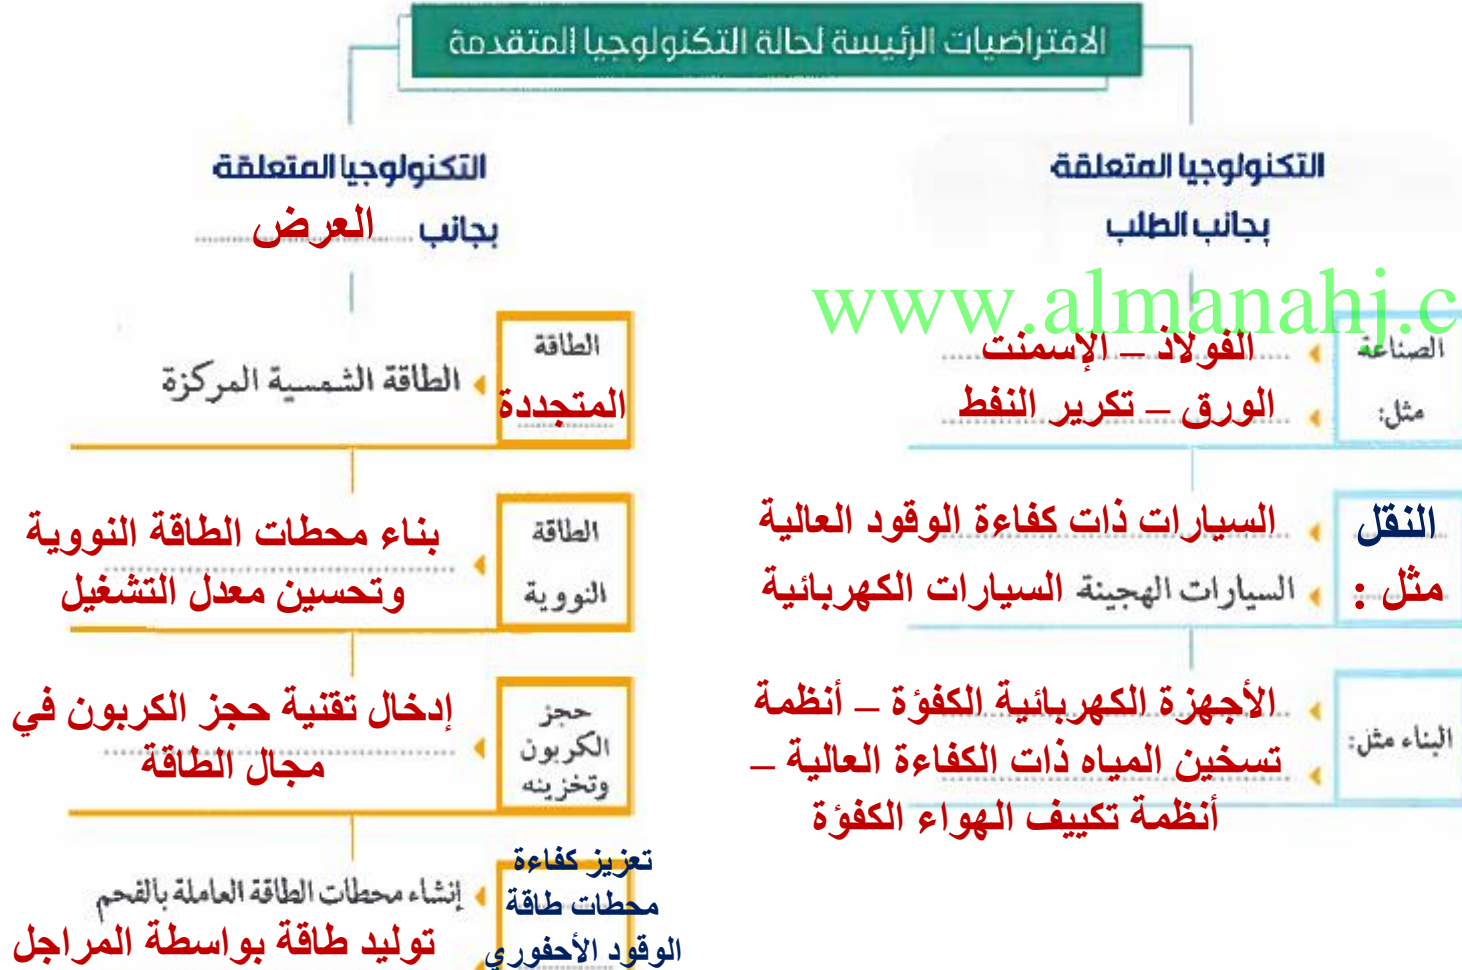 الافتراضيات الرئيسة لحالة التكنولوجيا المتقدمة
التكنولوجيا المتعلقة
بجانب الطلب
www.almanahj.c
الصناعة
مثل:
الفولاذ – الإسمنت
الورق – تكرير النفط
النقل
مثل :
السيارات ذات كفاءة الوقود العالية
السيارات الهجينة السيارات الكهربائية
البناء مثل:
الأجهزة الكهربائية الكفؤة – أنظمة
تسخين المياه ذات الكفاءة العالية –
أنظمة تكييف الهواء الكفؤة
التكنولوجيا المتعلقة
بجانب العرض
الطاقة
المتجددة
الطاقة الشمسية المركزة
الطاقة
النووية
بناء محطات الطاقة النووية
وتحسين معدل التشغيل
حجز
الكربون
وتخزينه
إدخال تقنية حجز الكربون في
مجال الطاقة
تعزيز كفاءة
محطات طاقة
الوقود الأحفوري
إنشاء محطات الطاقة العاملة بالفحم
توليد طاقة بواسطة المراجل